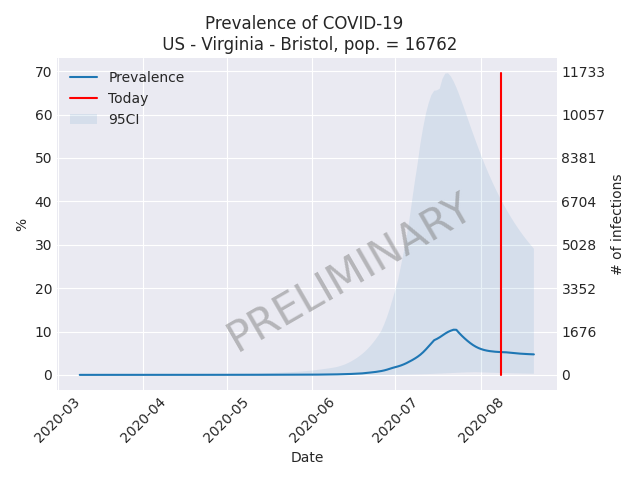 Prevalence of COVID-19
US - Virginia - Bristol, pop. = 16762
Prevalence
Today
95CI
70
60
50
40
30
20
10
0
%
11733
10057
8381
6704
5028
3352
1676
0
# of infections
PRELIMINARY
2020-03
2020-04
2020-05
2020-06
2020-07
2020-08
Date